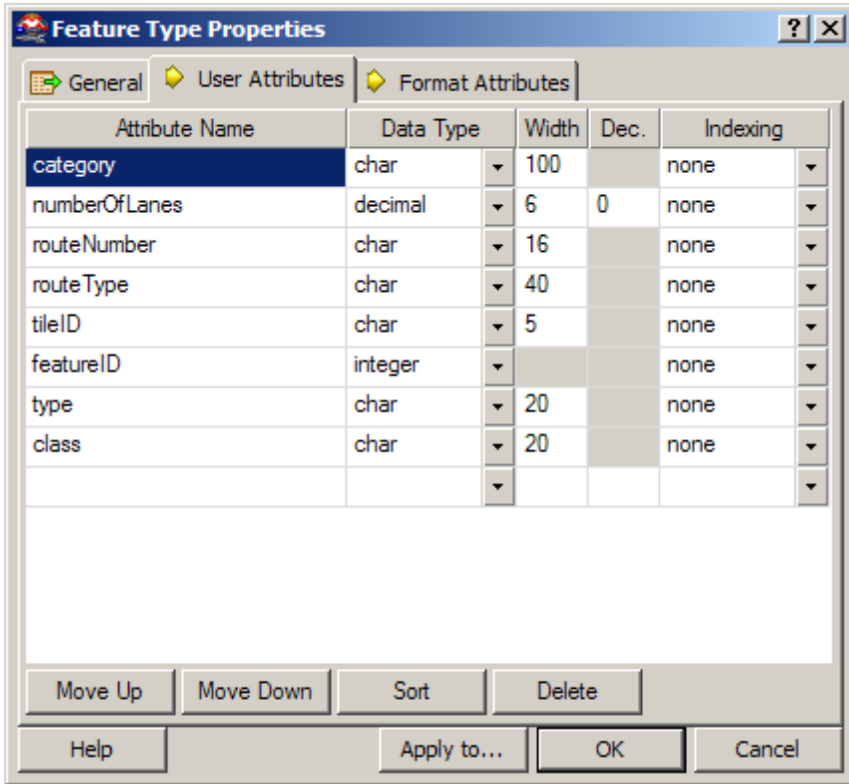 Feature Type Properties
General User Attributes Format Attributes
Attribute Name Data Type Width Dec. Indexing
category char 100 none
numberOfLanes decimal 6 0 none
routeNumber char 16 none
routeType char 40 none
tileID char 5 none
featureID integer none
type char 20 none
class char 20 none
Move Up Move Down Sort Delete
Help Apply to... OK Cancel